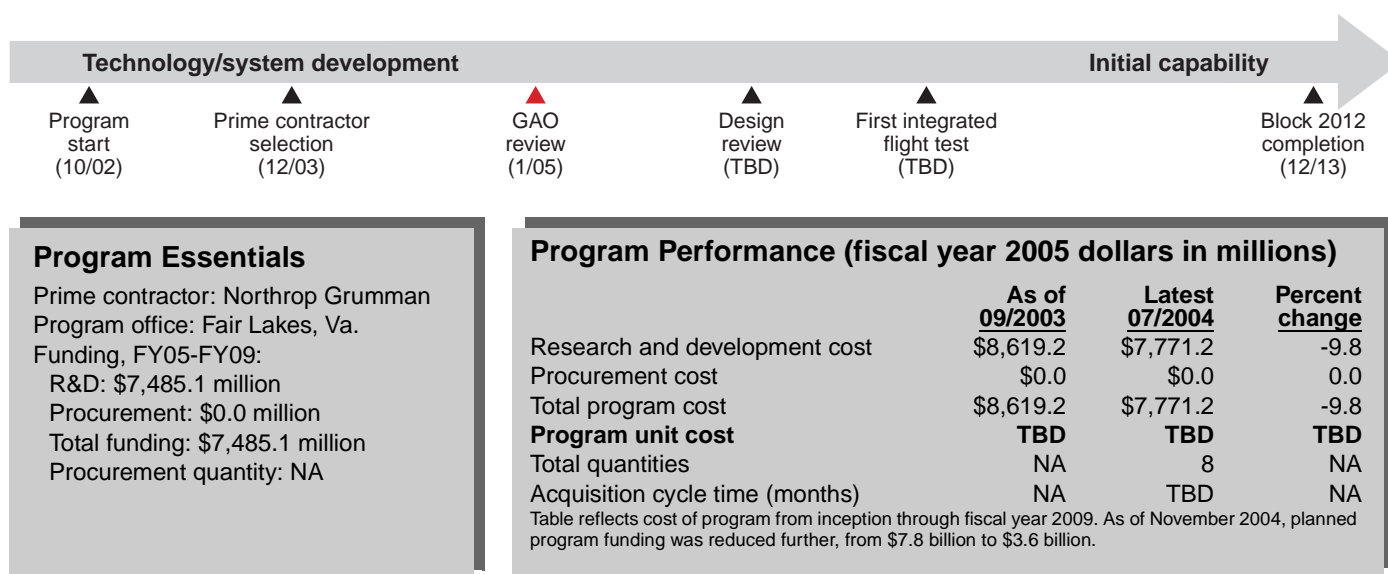 Technology/system development
Initial capability
Program
start
(10/02)
Prime contractor
selection
(12/03)
GAO
review
(1/05)
Design
review
(TBD)
First integrated
flight test
(TBD)
Block 2012
completion
(12/13)
Program Essentials
Prime contractor: Northrop Grumman
Program office: Fair Lakes, Va.
Funding, FY05-FY09:
R&D: $7,485.1 million
Procurement: $0.0 million
Total funding: $7,485.1 million
Procurement quantity: NA
Program Performance (fiscal year 2005 dollars in millions)
As of Latest Percent
09/2003 07/2004 change
Research and development cost $8,619.2 $7,771.2 -9.8
Procurement cost $0.0 $0.0 0.0
Total program cost $8,619.2 $7,771.2 -9.8
Program unit cost TBD TBD TBD
Total quantities NA 8 NA
Acquisition cycle time (months) NA TBD NA
Table reflects cost of program from inception through fiscal year 2009. As of November 2004, planned
program funding was reduced further, from $7.8 billion to $3.6 billion.